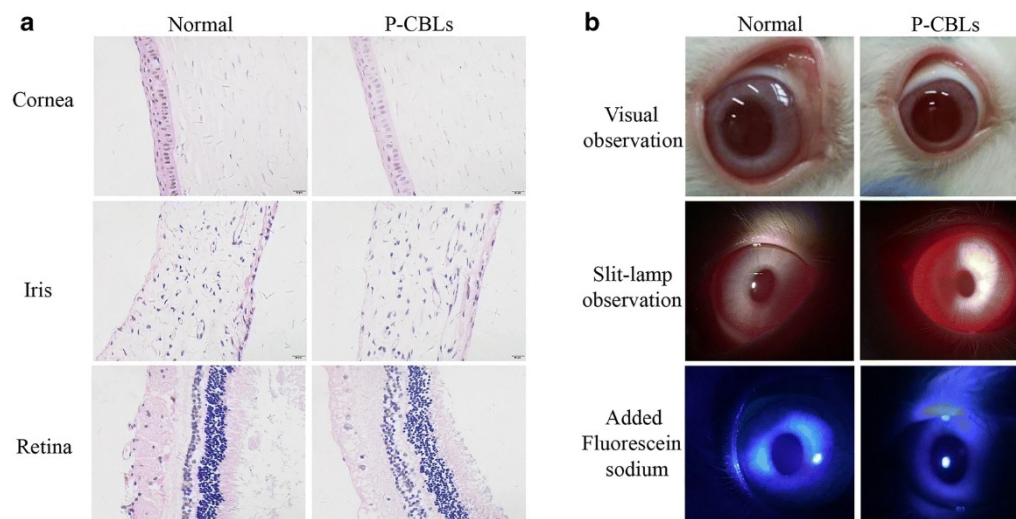 a
Normal
P-CBLs
Cornea
Iris
Retina
b
Normal
P-CBLs
Visual
observation
Slit-lamp
observation
Added
Fluorescein
sodium